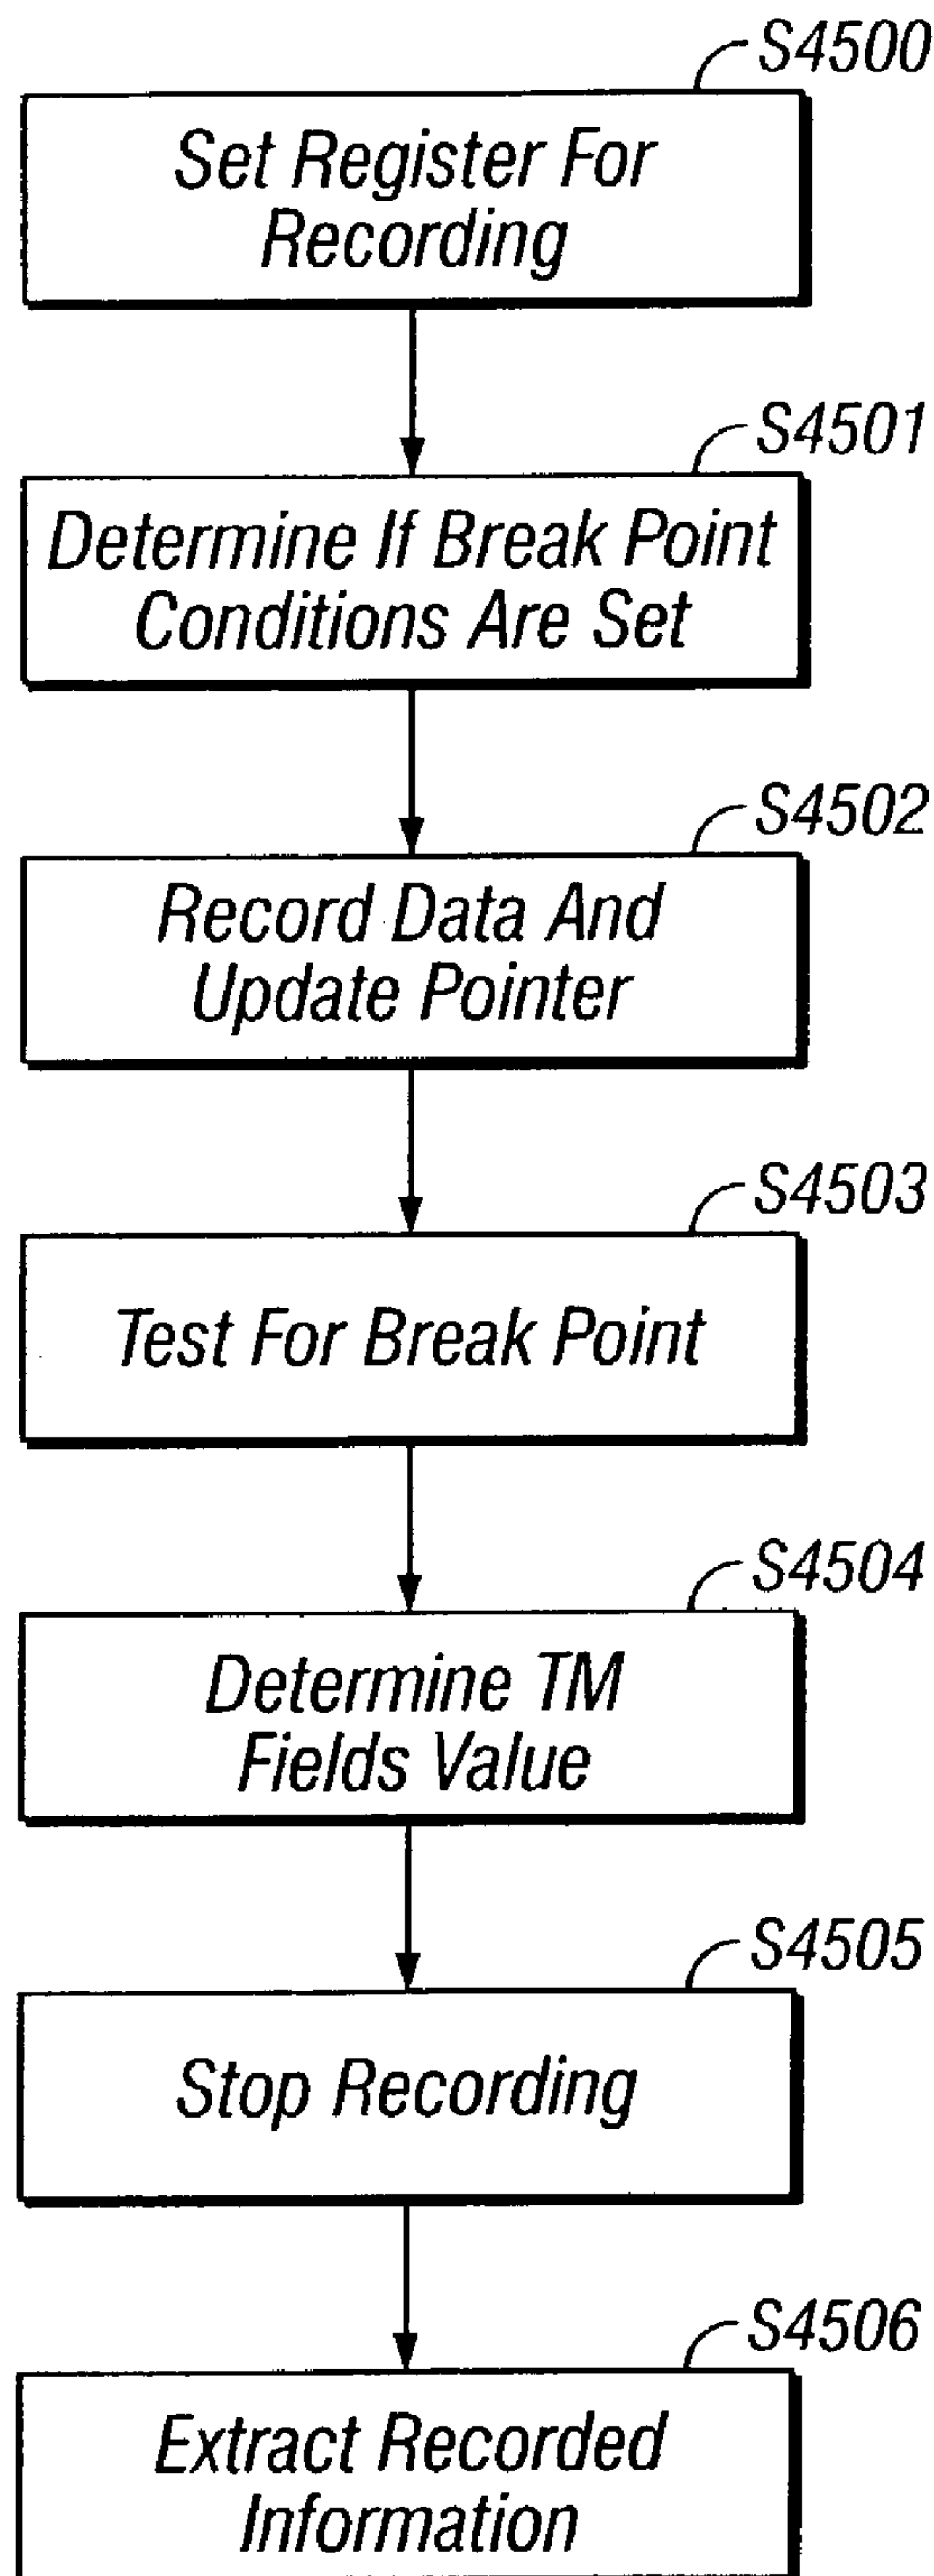 S4500
Set Register For
Recording
S4501
Determine If Break Point
Conditions Are Set
S4502
Record Data And
Update Pointer
S4503
Test For Break Point
S4504
Determine TM
Fields Value
S4505
Stop Recording
S4506
Extract Recorded
Information